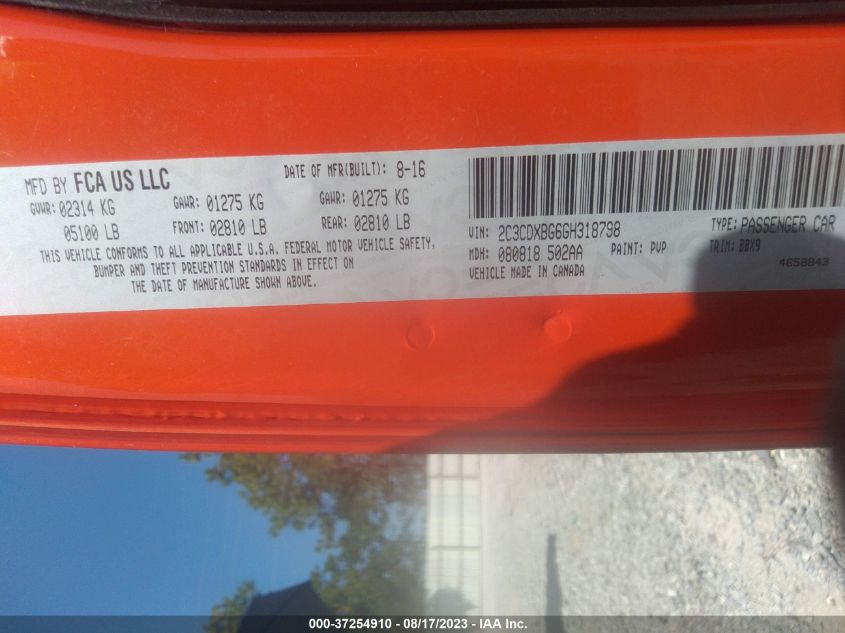 MFD BY FCA US LLC DATE OF MFR(BUILT): 8-16
GVWR: 02314 KG GAWR: 01275 KG GAWR: 01275 KG
05100 LB FRONT: 02810 LB REAR: 02810 LB
THIS VEHICLE CONFORMS TO ALL APPLICABLE U.S.A. FEDERAL MOTOR VEHICLE SAFETY,
BUMPER AND THEFT PREVENTION STANDARDS IN EFFECT ON
THE DATE OF MANUFACTURE SHOWN ABOVE.
VIN: 2C3CDXBG6GH318798 TYPE: PASSENGER CAR
MDH: 080818 502AA PAINT: PVP TRIM: BBX9
VEHICLE MADE IN CANADA 4658843
000-37254910 - 08/17/2023 - IAA Inc.